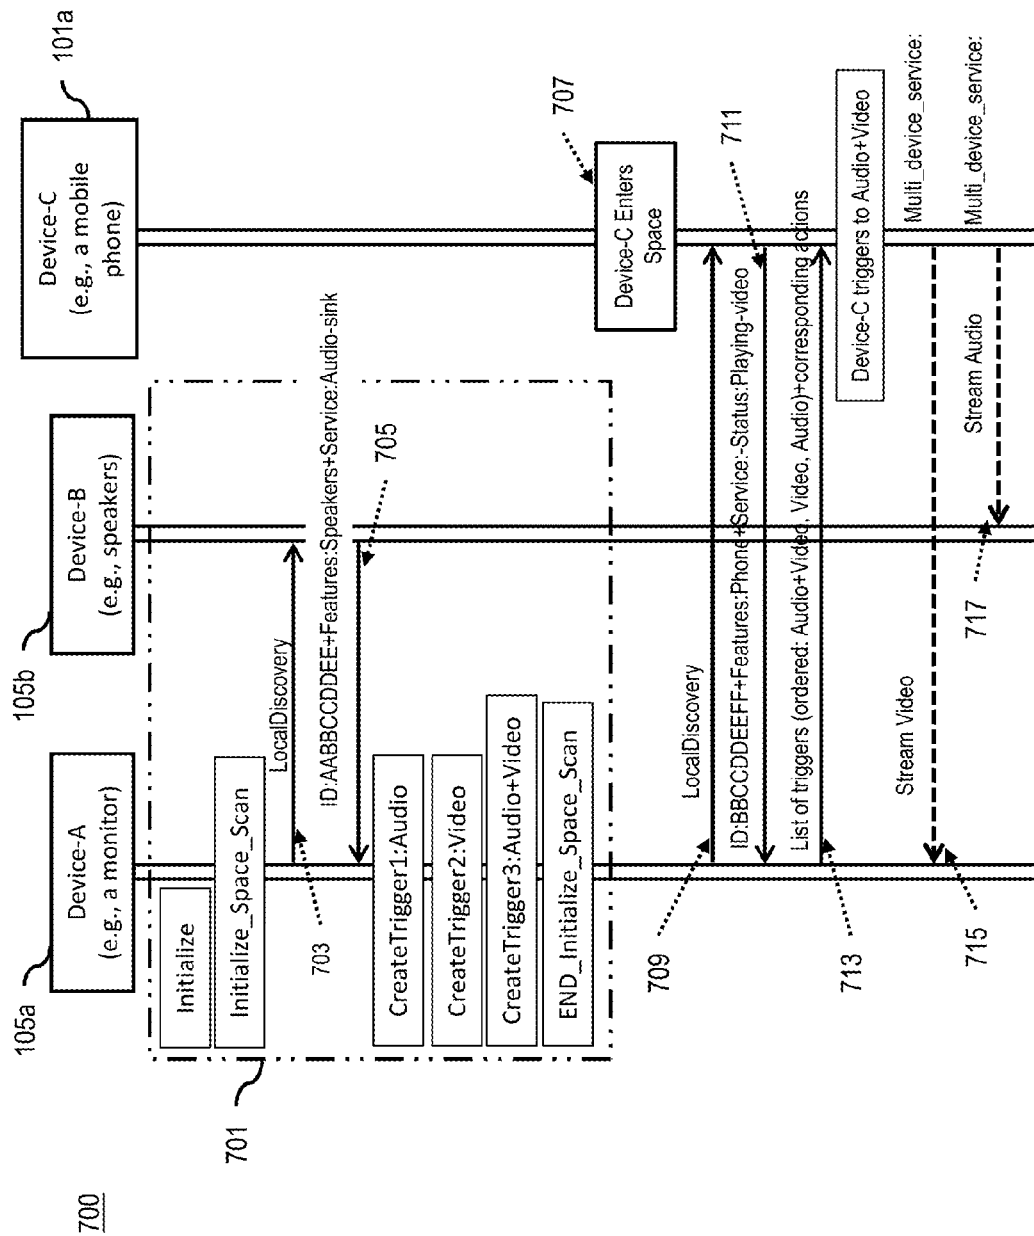 700
105a
Device-A
(e.g., a monitor)
105b
Device-B
(e.g., speakers)
101a
Device-C
(e.g., a mobile
phone)
701
Initialize
Initialize_Space_Scan
LocalDiscovery
703
ID:AABBCCDDEE+Features:Speakers+Service:Audio-sink
705
CreateTrigger1:Audio
CreateTrigger2:Video
CreateTrigger3:Audio+Video
END_Initialize_Space_Scan
707
Device-C Enters
Space
709
LocalDiscovery
711
ID:BBCCDDEEFF+Features:Phone+Service:-Status:Playing-video
713
List of triggers (ordered: Audio+Video, Video, Audio)+corresponding actions
Device-C triggers to Audio+Video
Multi_device_service:
Stream Video
715
Multi_device_service:
Stream Audio
717